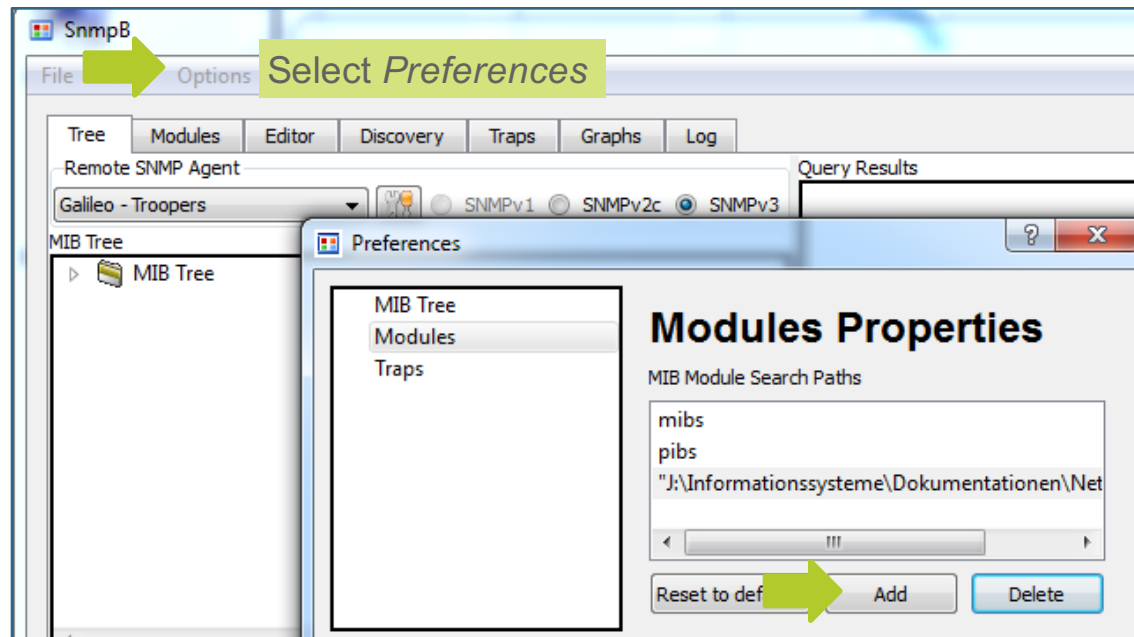 SnmpB
File Options Select Preferences
Tree Modules Editor Discovery Traps Graphs Log
Remote SNMP Agent Query Results
Galileo - Troopers SNMPv1 SNMPv2c SNMPv3
MIB Tree
MIB Tree
Preferences
MIB Tree
Modules
Traps
Modules Properties
MIB Module Search Paths
mibs
pibs
"J:\Informationssysteme\Dokumentationen\Net
Reset to def Add Delete